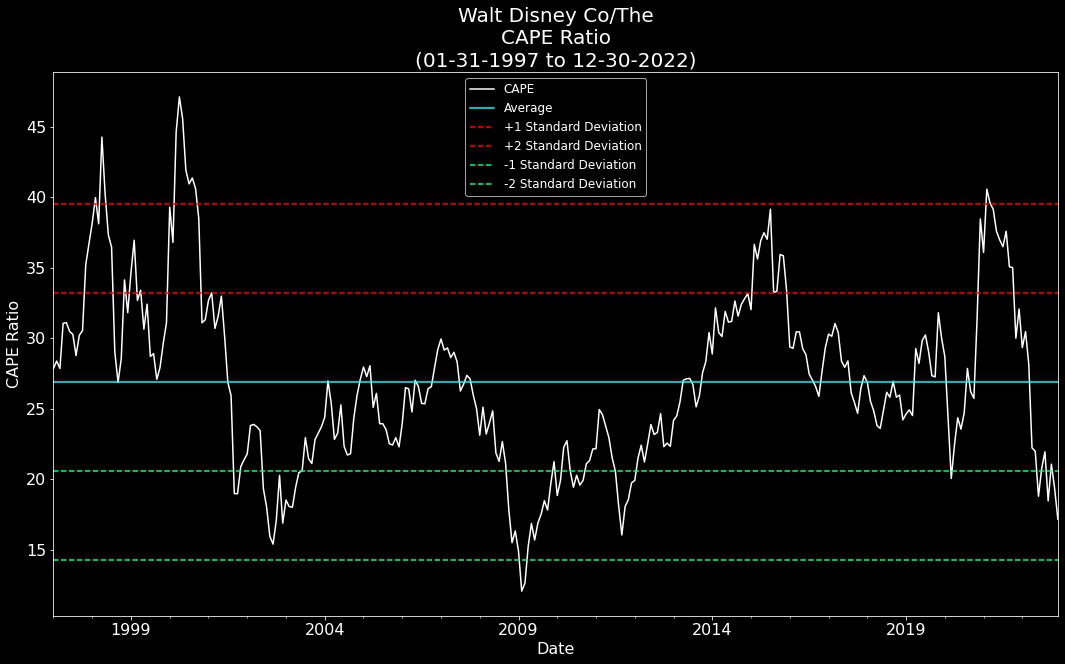 Walt Disney Co/The
CAPE Ratio
(01-31-1997 to 12-30-2022)
CAPE
Average
+1 Standard Deviation
+2 Standard Deviation
-1 Standard Deviation
-2 Standard Deviation
CAPE Ratio
45
40
35
30
25
20
15
1999 2004 2009 2014 2019
Date